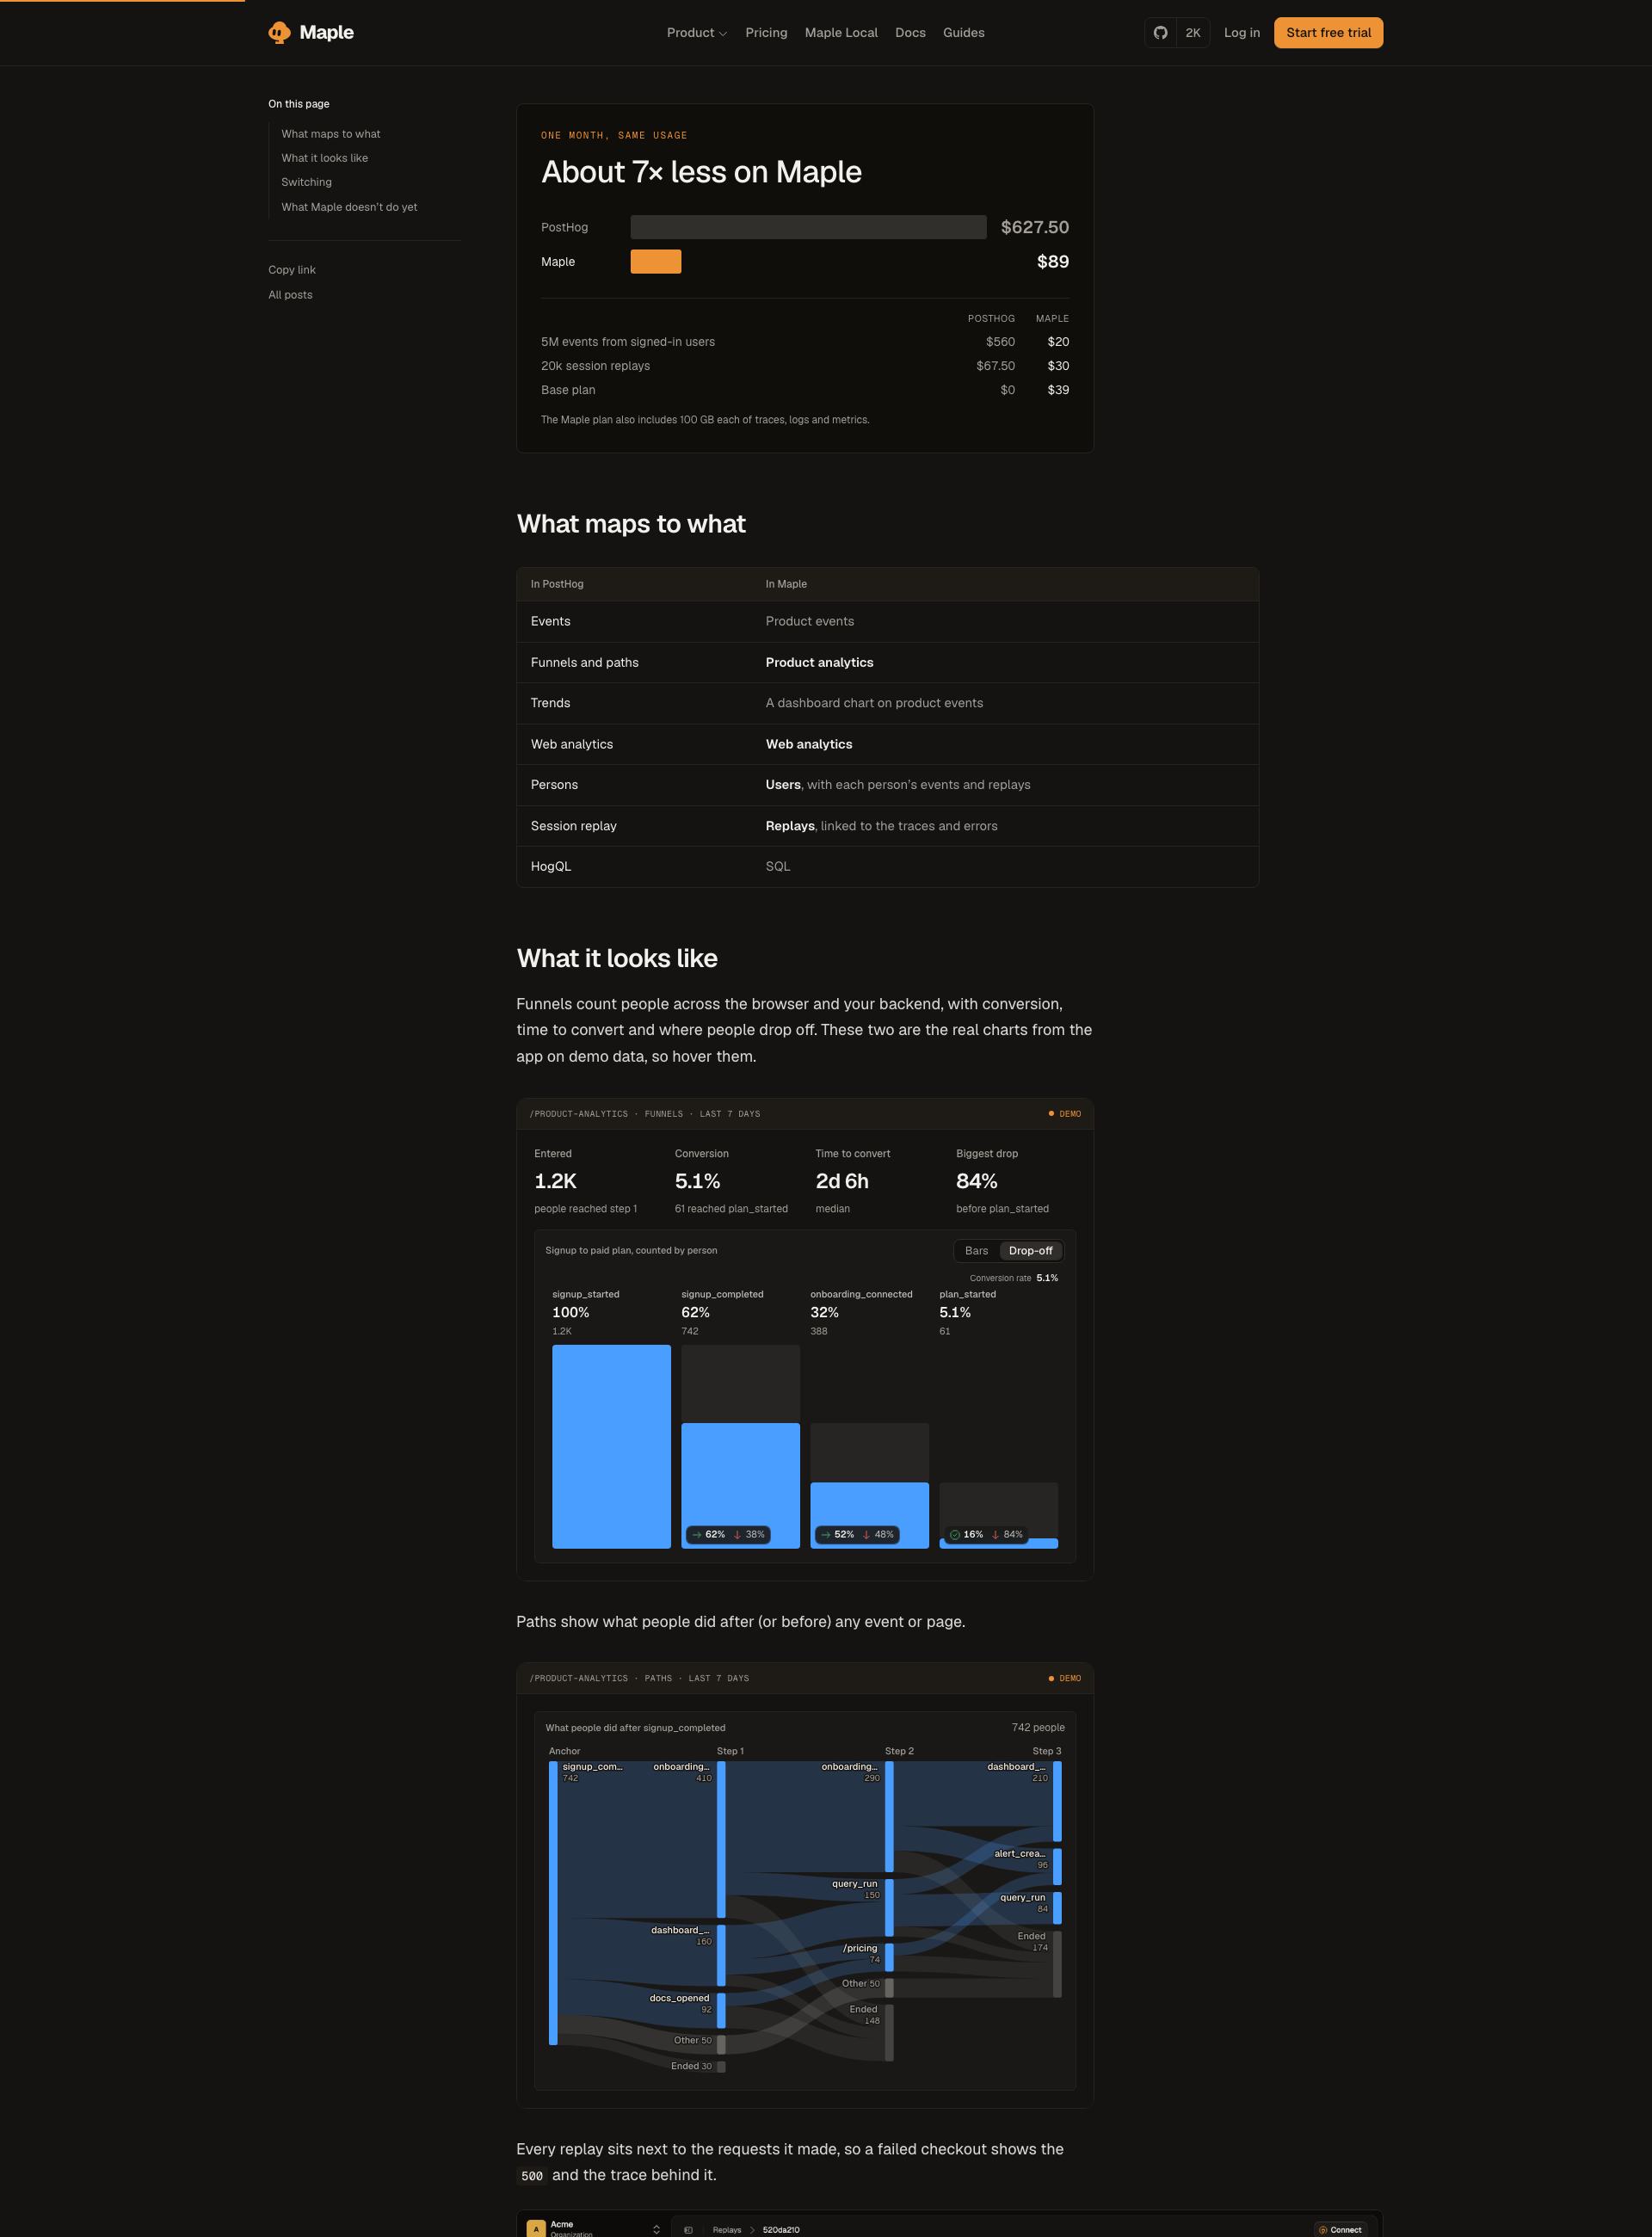 Maple
Product
Pricing
Maple Local
Docs
Guides
2K
Log in
Start free trial
On this page
What maps to what
What it looks like
Switching
What Maple doesn't do yet
Copy link
All posts
ONE MONTH, SAME USAGE
About 7× less on Maple
PostHog $627.50
Maple $89
POSTHOG MAPLE
5M events from signed-in users $560 $20
20k session replays $67.50 $30
Base plan $0 $39
The Maple plan also includes 100 GB each of traces, logs and metrics.
What maps to what
In PostHog In Maple
Events Product events
Funnels and paths Product analytics
Trends A dashboard chart on product events
Web analytics Web analytics
Persons Users, with each person's events and replays
Session replay Replays, linked to the traces and errors
HogQL SQL
What it looks like
Funnels count people across the browser and your backend, with conversion,
time to convert and where people drop off. These two are the real charts from the
app on demo data, so hover them.
/PRODUCT-ANALYTICS · FUNNELS · LAST 7 DAYS DEMO
Entered Conversion Time to convert Biggest drop
1.2K 5.1% 2d 6h 84%
people reached step 1 61 reached plan_started median before plan_started
Signup to paid plan, counted by person Bars Drop-off
Conversion rate 5.1%
signup_started signup_completed onboarding_connected plan_started
100% 62% 32% 5.1%
1.2K 742 388 61
→ 62% ↓ 38% → 52% ↓ 48% 16% ↓ 84%
Paths show what people did after (or before) any event or page.
/PRODUCT-ANALYTICS · PATHS · LAST 7 DAYS DEMO
What people did after signup_completed 742 people
Anchor Step 1 Step 2 Step 3
signup_com… onboarding… onboarding… dashboard_…
742 410 290 210
alert_crea…
96
query_run
150
query_run
84
dashboard_…
160
Ended
174
/pricing
74
Other 50
docs_opened
92
Ended
148
Other 50
Ended 30
Every replay sits next to the requests it made, so a failed checkout shows the
500 and the trace behind it.
A Acme
Organization
Replays > 520da210 Connect